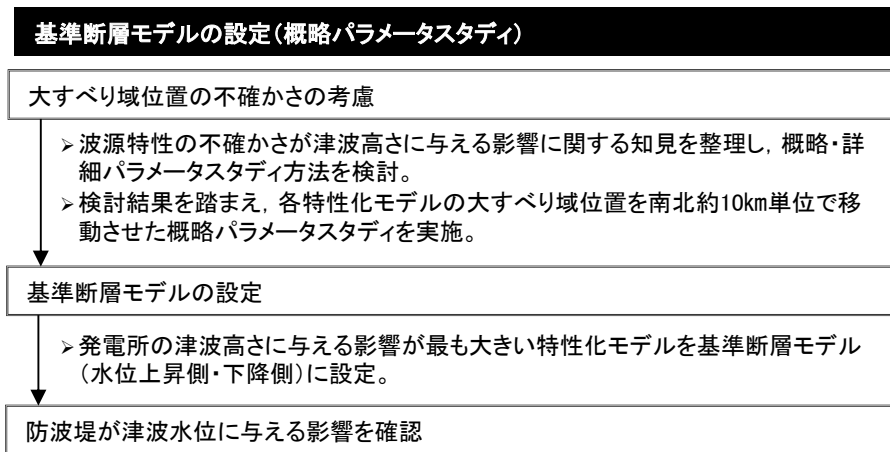 基準断層モデルの設定(概略パラメータスタディ)
大すべり域位置の不確かさの考慮
➢波源特性の不確かさが津波高さに与える影響に関する知見を整理し，概略・詳
細パラメータスタディ方法を検討。
➢検討結果を踏まえ，各特性化モデルの大すべり域位置を南北約10km単位で移
動させた概略パラメータスタディを実施。
基準断層モデルの設定
➢発電所の津波高さに与える影響が最も大きい特性化モデルを基準断層モデル
(水位上昇側・下降側)に設定。
防波堤が津波水位に与える影響を確認